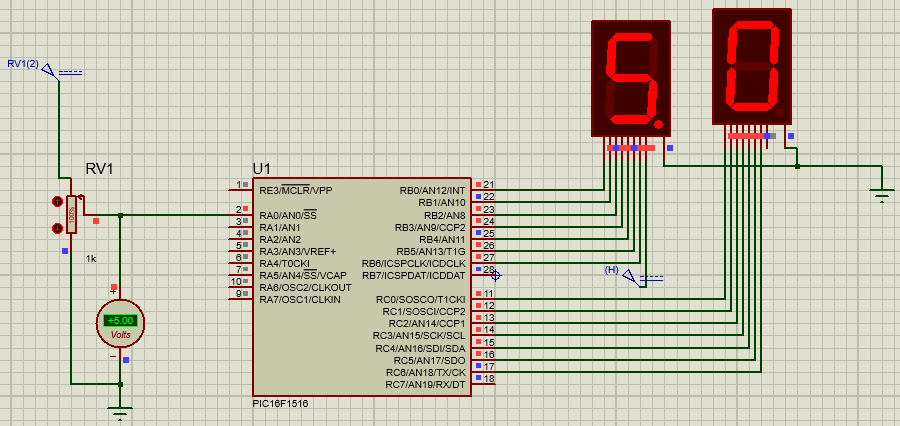 RV1(2)
RV1
100%
1k
+5.00
Volts
U1
1 RE3/MCLR/VPP
2 RA0/AN0/SS
3 RA1/AN1
4 RA2/AN2
5 RA3/AN3/VREF+
6 RA4/T0CKI
7 RA5/AN4/SS/VCAP
10 RA6/OSC2/CLKOUT
9 RA7/OSC1/CLKIN
RB0/AN12/INT 21
RB1/AN10 22
RB2/AN8 23
RB3/AN9/CCP2 24
RB4/AN11 25
RB5/AN13/T1G 26
RB6/ICSPCLK/ICDCLK 27
RB7/ICSPDAT/ICDDAT 28
RC0/SOSCO/T1CKI 11
RC1/SOSCI/CCP2 12
RC2/AN14/CCP1 13
RC3/AN15/SCK/SCL 14
RC4/AN16/SDI/SDA 15
RC5/AN17/SDO 16
RC6/AN18/TX/CK 17
RC7/AN19/RX/DT 18
PIC16F1516
(H)
5.
0